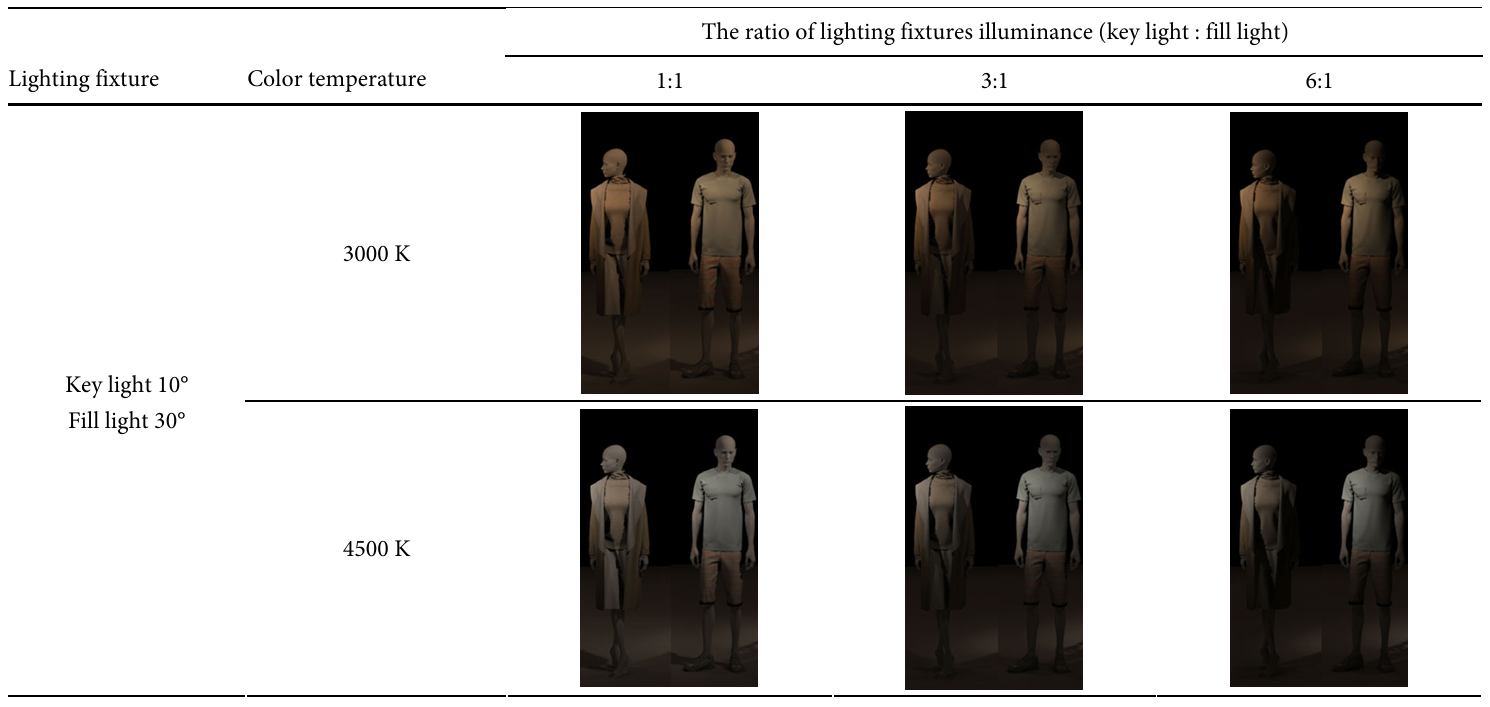 The ratio of lighting fixtures illuminance (key light : fill light)
Lighting fixture
Color temperature
1:1
3:1
6:1
3000 K
Key light 10°
Fill light 30°
4500 K